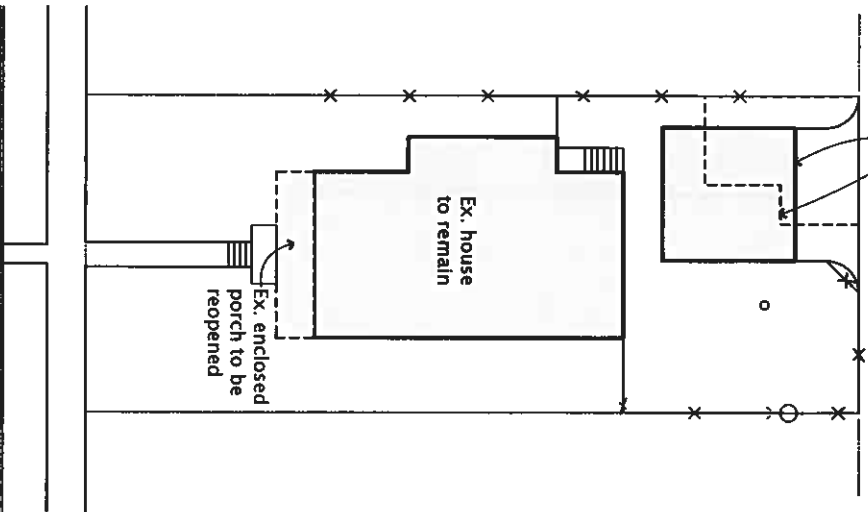 Ex. house
to remain
Ex. enclosed
porch to be
reopened